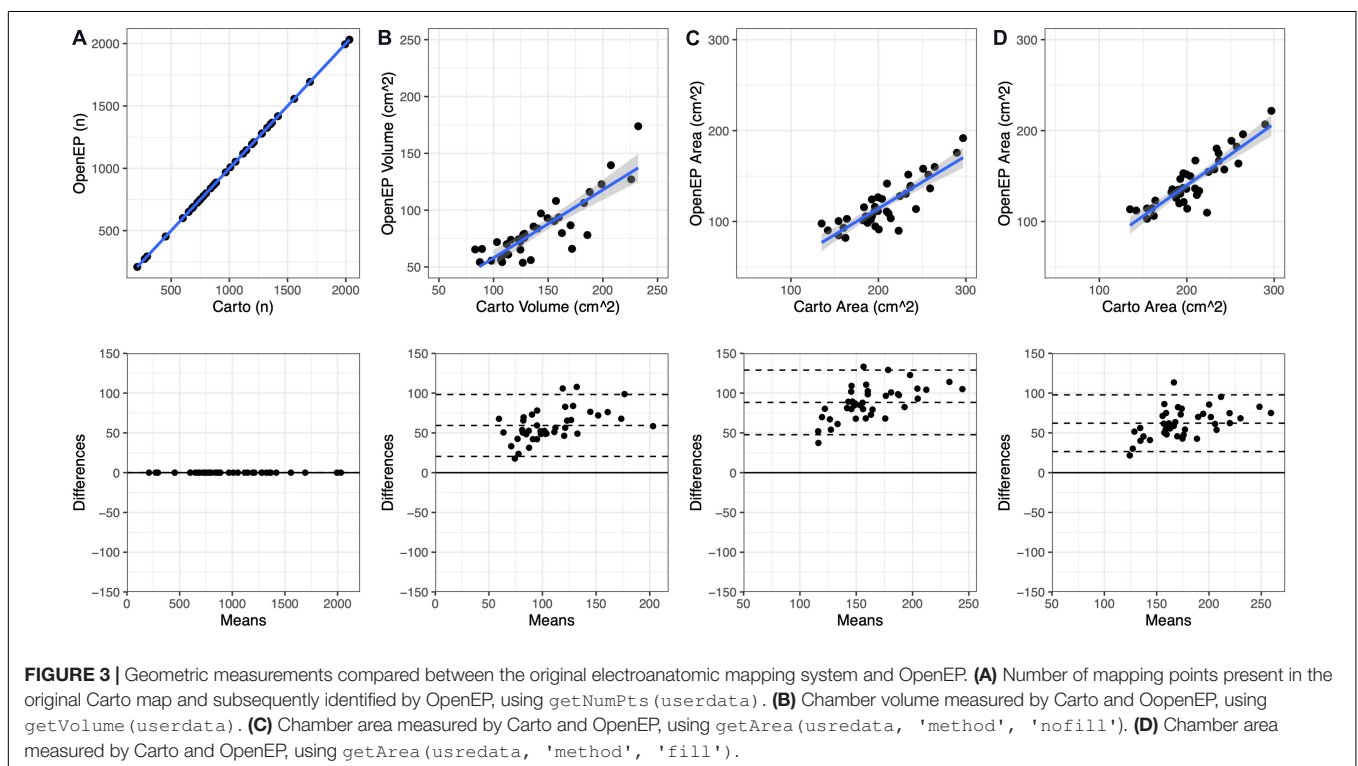 A
OpenEP (n)
2000
1500
1000
500
500 1000 1500 2000
Carto (n)
B
OpenEP Volume (cm^2)
250
200
150
100
50
50 100 150 200 250
Carto Volume (cm^2)
C
OpenEP Area (cm^2)
300
200
100
100 200 300
Carto Area (cm^2)
D
OpenEP Area (cm^2)
300
200
100
100 200 300
Carto Area (cm^2)
Differences
150
100
50
0
−50
−100
−150
0 500 1000 1500 2000
Means
Differences
150
100
50
0
−50
−100
−150
0 50 100 150 200
Means
Differences
150
100
50
0
−50
−100
−150
50 100 150 200 250
Means
Differences
150
100
50
0
−50
−100
−150
50 100 150 200 250
Means
FIGURE 3 | Geometric measurements compared between the original electroanatomic mapping system and OpenEP. (A) Number of mapping points present in the
original Carto map and subsequently identified by OpenEP, using getNumPts(userdata). (B) Chamber volume measured by Carto and OopenEP, using
getVolume(userdata). (C) Chamber area measured by Carto and OpenEP, using getArea(usredata, 'method', 'nofill'). (D) Chamber area
measured by Carto and OpenEP, using getArea(usredata, 'method', 'fill').